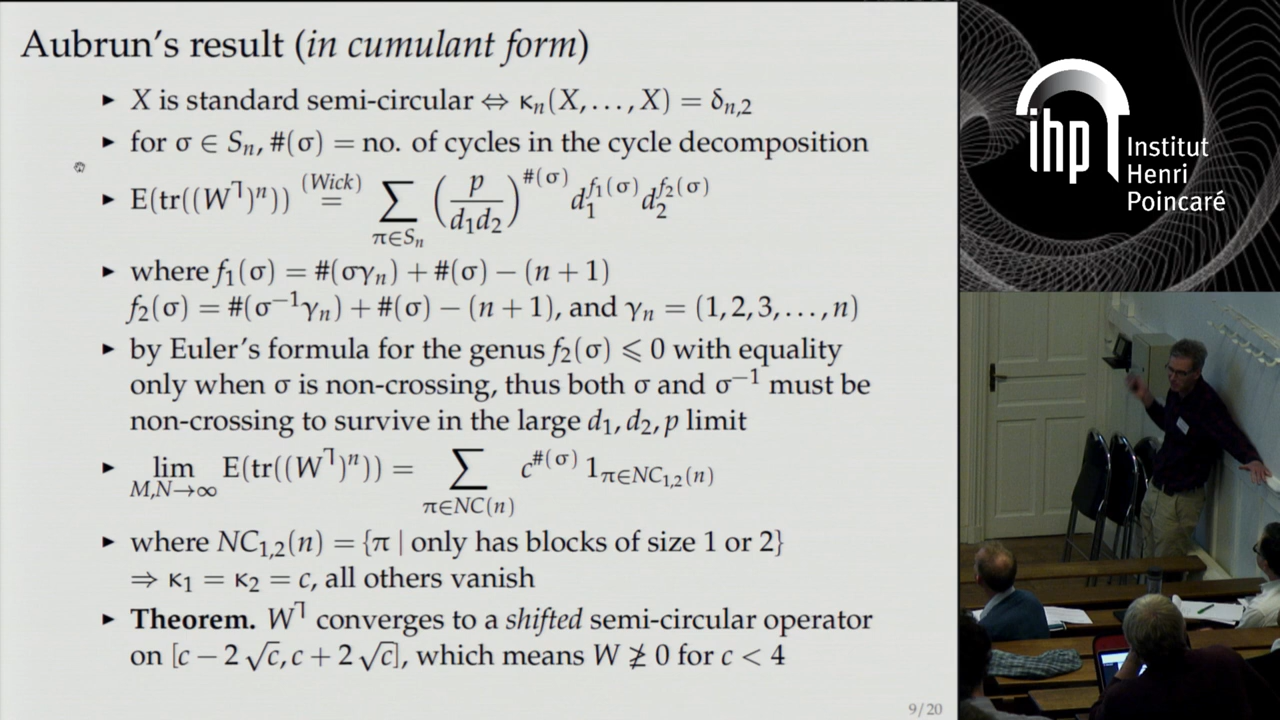 Aubrun's result (in cumulant form)
▸ X is standard semi-circular ⇔ κₙ(X, . . . , X) = δₙ,₂
▸ for σ ∈ Sₙ, #(σ) = no. of cycles in the cycle decomposition
▸ E(tr((W^⅂)ⁿ)) (Wick) = ∑_{π∈Sₙ} (p/(d₁d₂))^{#(σ)} d₁^{f₁(σ)} d₂^{f₂(σ)}
▸ where f₁(σ) = #(σγₙ) + #(σ) − (n + 1)
f₂(σ) = #(σ⁻¹γₙ) + #(σ) − (n + 1), and γₙ = (1, 2, 3, . . . , n)
▸ by Euler's formula for the genus f₂(σ) ⩽ 0 with equality
only when σ is non-crossing, thus both σ and σ⁻¹ must be
non-crossing to survive in the large d₁, d₂, p limit
▸ lim_{M,N→∞} E(tr((W^⅂)ⁿ)) = ∑_{π∈NC(n)} c^{#(σ)} 1_{π∈NC₁,₂(n)}
▸ where NC₁,₂(n) = {π | only has blocks of size 1 or 2}
⇒ κ₁ = κ₂ = c, all others vanish
▸ Theorem. W^⅂ converges to a shifted semi-circular operator
on [c − 2√c, c + 2√c], which means W ≱ 0 for c < 4
9/20
ihp
Institut
Henri
Poincaré